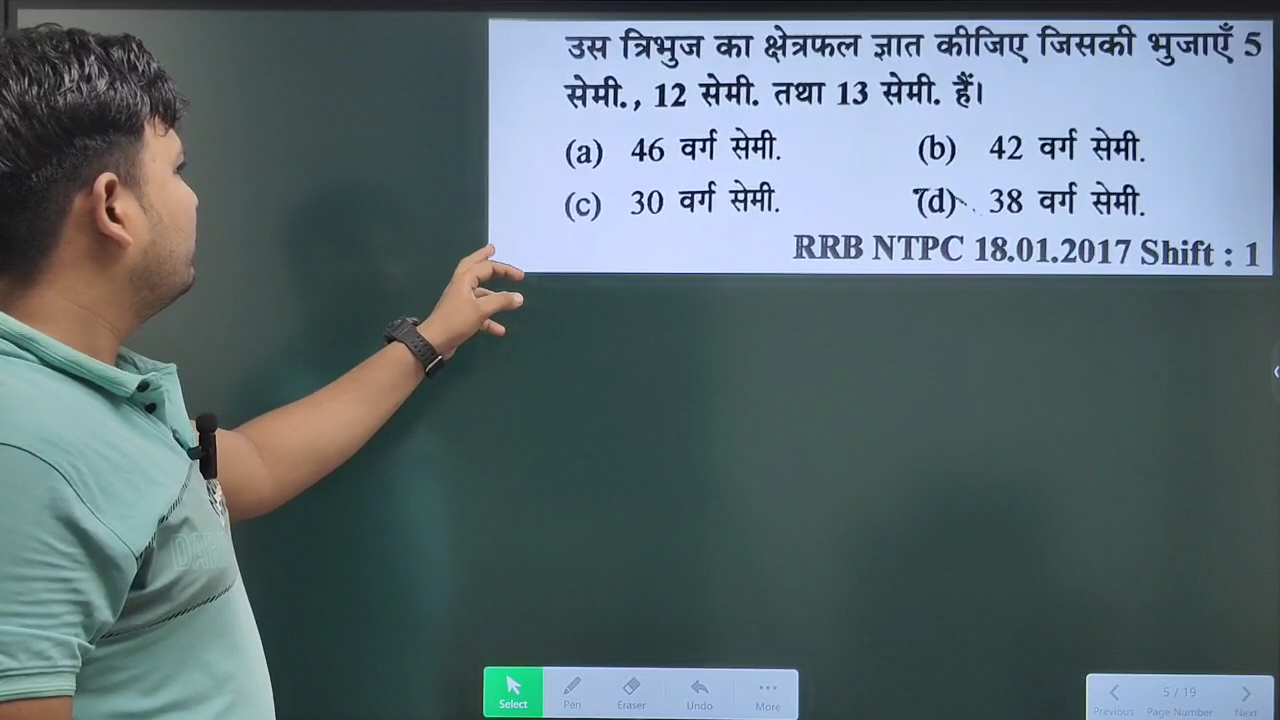 उस त्रिभुज का क्षेत्रफल ज्ञात कीजिए जिसकी भुजाएँ 5
सेमी., 12 सेमी. तथा 13 सेमी. हैं।
(a) 46 वर्ग सेमी. (b) 42 वर्ग सेमी.
(c) 30 वर्ग सेमी. (d) 38 वर्ग सेमी.
RRB NTPC 18.01.2017 Shift : 1
Select Pen Eraser Undo More
5 / 19
Previous Page Number Next